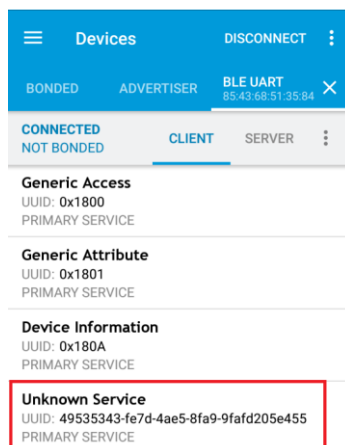 Devices
DISCONNECT
BONDED
ADVERTISER
BLE UART
85:43:68:51:35:84
CONNECTED
NOT BONDED
CLIENT
SERVER
Generic Access
UUID: 0x1800
PRIMARY SERVICE
Generic Attribute
UUID: 0x1801
PRIMARY SERVICE
Device Information
UUID: 0x180A
PRIMARY SERVICE
Unknown Service
UUID: 49535343-fe7d-4ae5-8fa9-9fafd205e455
PRIMARY SERVICE